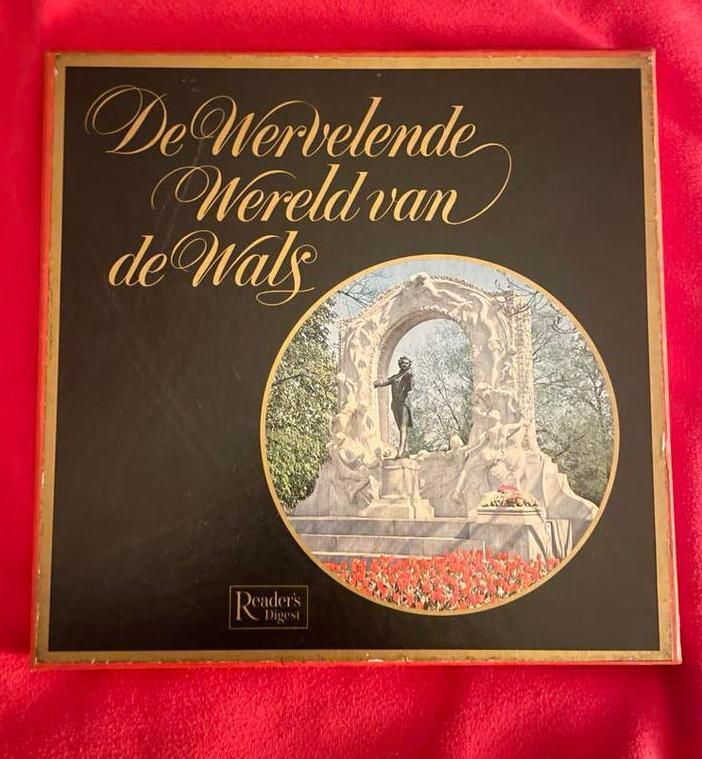 De Wervelende
Wereld van
de Wals
Reader's
Digest